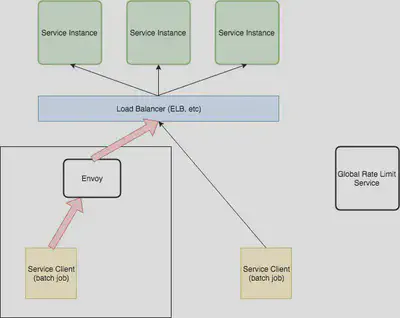 Service Instance
Service Instance
Service Instance
Load Balancer (ELB. etc)
Envoy
Global Rate Limit
Service
Service Client
(batch job)
Service Client
(batch job)